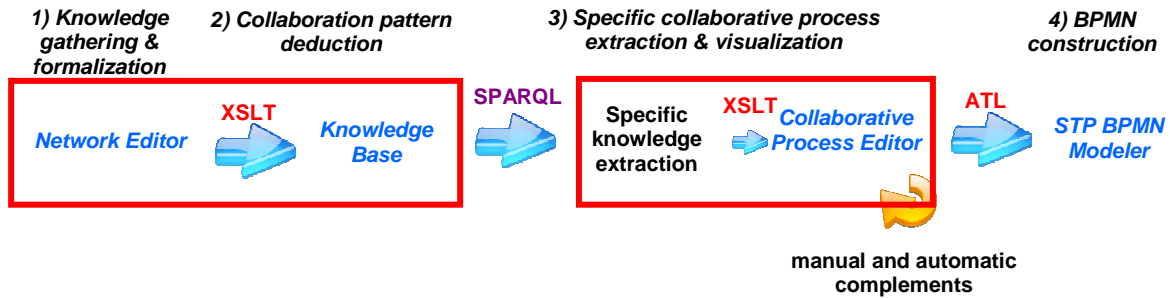 1) Knowledge
gathering &
formalization
2) Collaboration pattern
deduction
3) Specific collaborative process
extraction & visualization
4) BPMN
construction
Network Editor
XSLT
Knowledge
Base
SPARQL
Specific
knowledge
extraction
XSLT
Collaborative
Process Editor
ATL
STP BPMN
Modeler
manual and automatic
complements